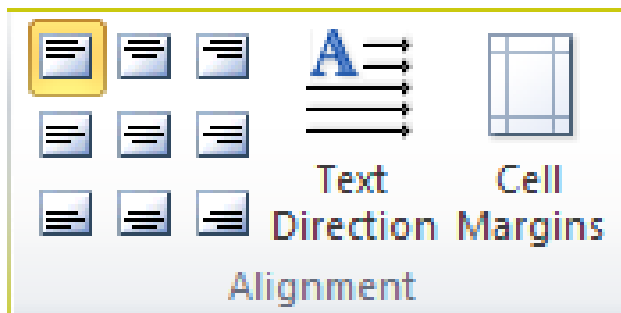 Text
Direction
Cell
Margins
Alignment